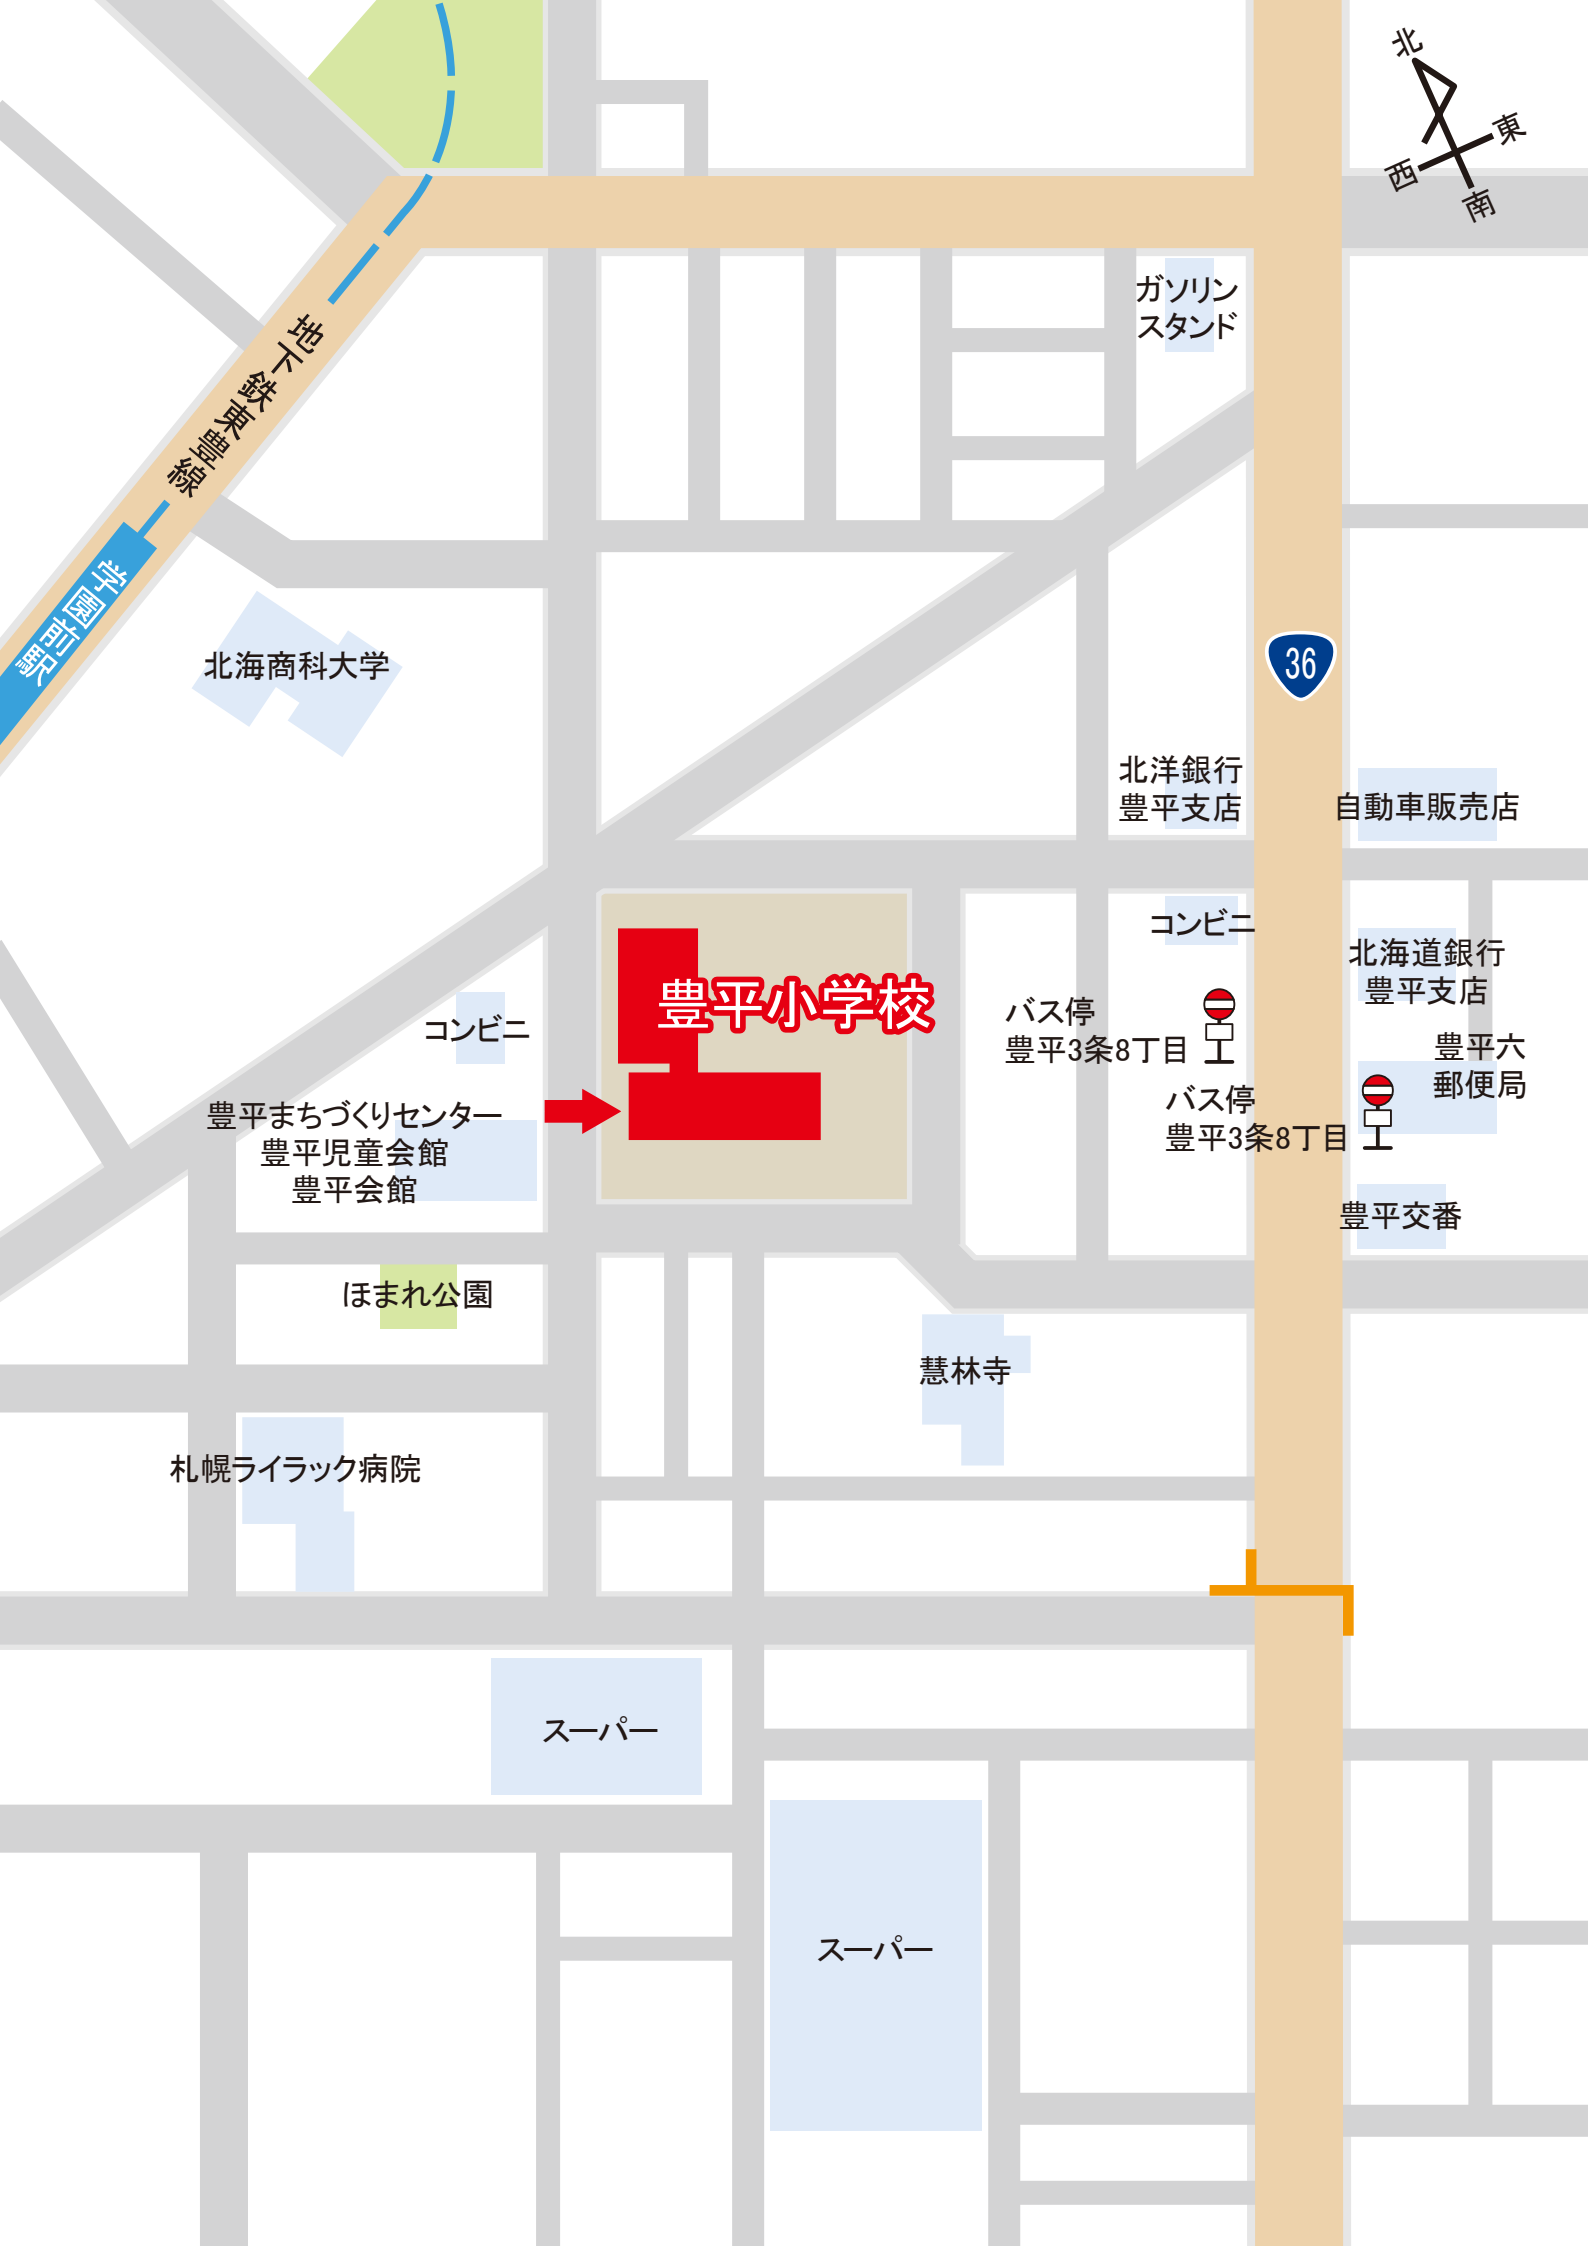 北
東
西
南
ガソリン
スタンド
地下鉄東豊線
学園前駅
北海商科大学
36
北洋銀行
豊平支店
自動車販売店
コンビニ
北海道銀行
豊平支店
豊平小学校
バス停
豊平3条8丁目
コンビニ
豊平六
郵便局
バス停
豊平3条8丁目
豊平まちづくりセンター
豊平児童会館
豊平会館
豊平交番
ほまれ公園
慧林寺
札幌ライラック病院
スーパー
スーパー